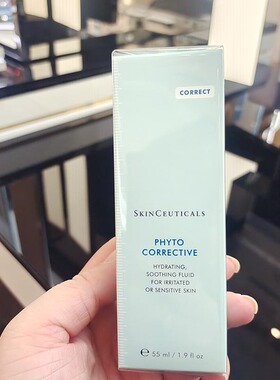 CORRECT
SKINCEUTICALS
PHYTO
CORRECTIVE
HYDRATING,
SOOTHING FLUID
FOR IRRITATED
OR SENSITIVE SKIN
℮ 55 ml / 1.9 fl oz